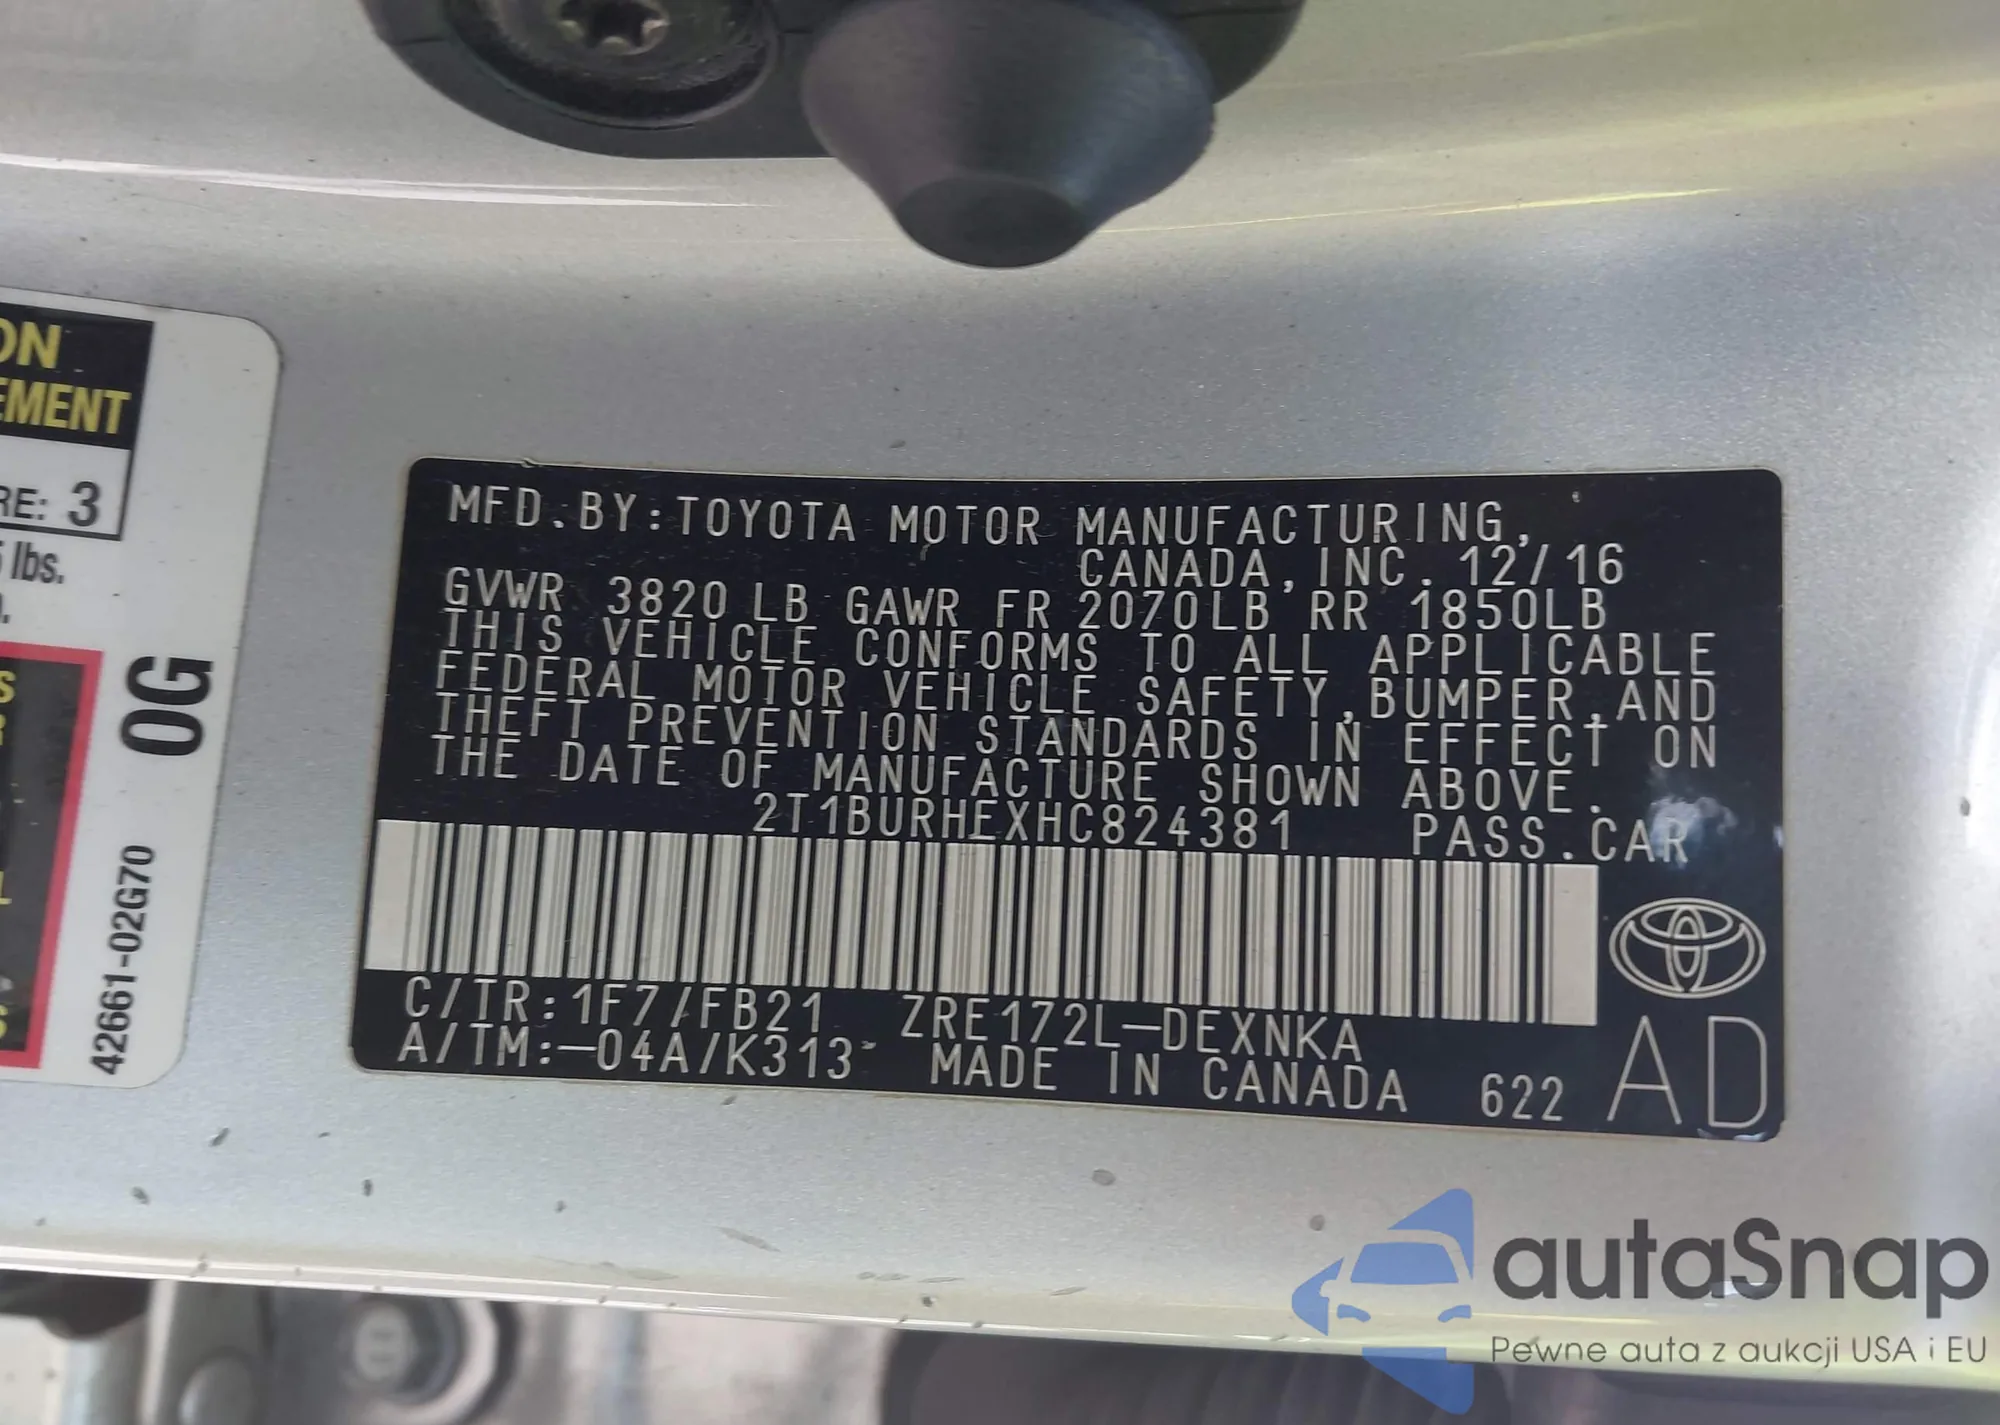 ON
EMENT
RE: 3
lbs.
0G
42661-02G70
MFD.BY:TOYOTA MOTOR MANUFACTURING,
CANADA,INC. 12/16
GVWR 3820 LB GAWR FR 2070LB RR 1850LB
THIS VEHICLE CONFORMS TO ALL APPLICABLE
FEDERAL MOTOR VEHICLE SAFETY,BUMPER,AND
THEFT PREVENTION STANDARDS IN EFFECT ON
THE DATE OF MANUFACTURE SHOWN ABOVE.
2T1BURHEXHC824381 PASS.CAR
C/TR:1F7/FB21 ZRE172L-DEXNKA
A/TM:-04A/K313 MADE IN CANADA 622
AD
autaSnap
Pewne auta z aukcji USA i EU